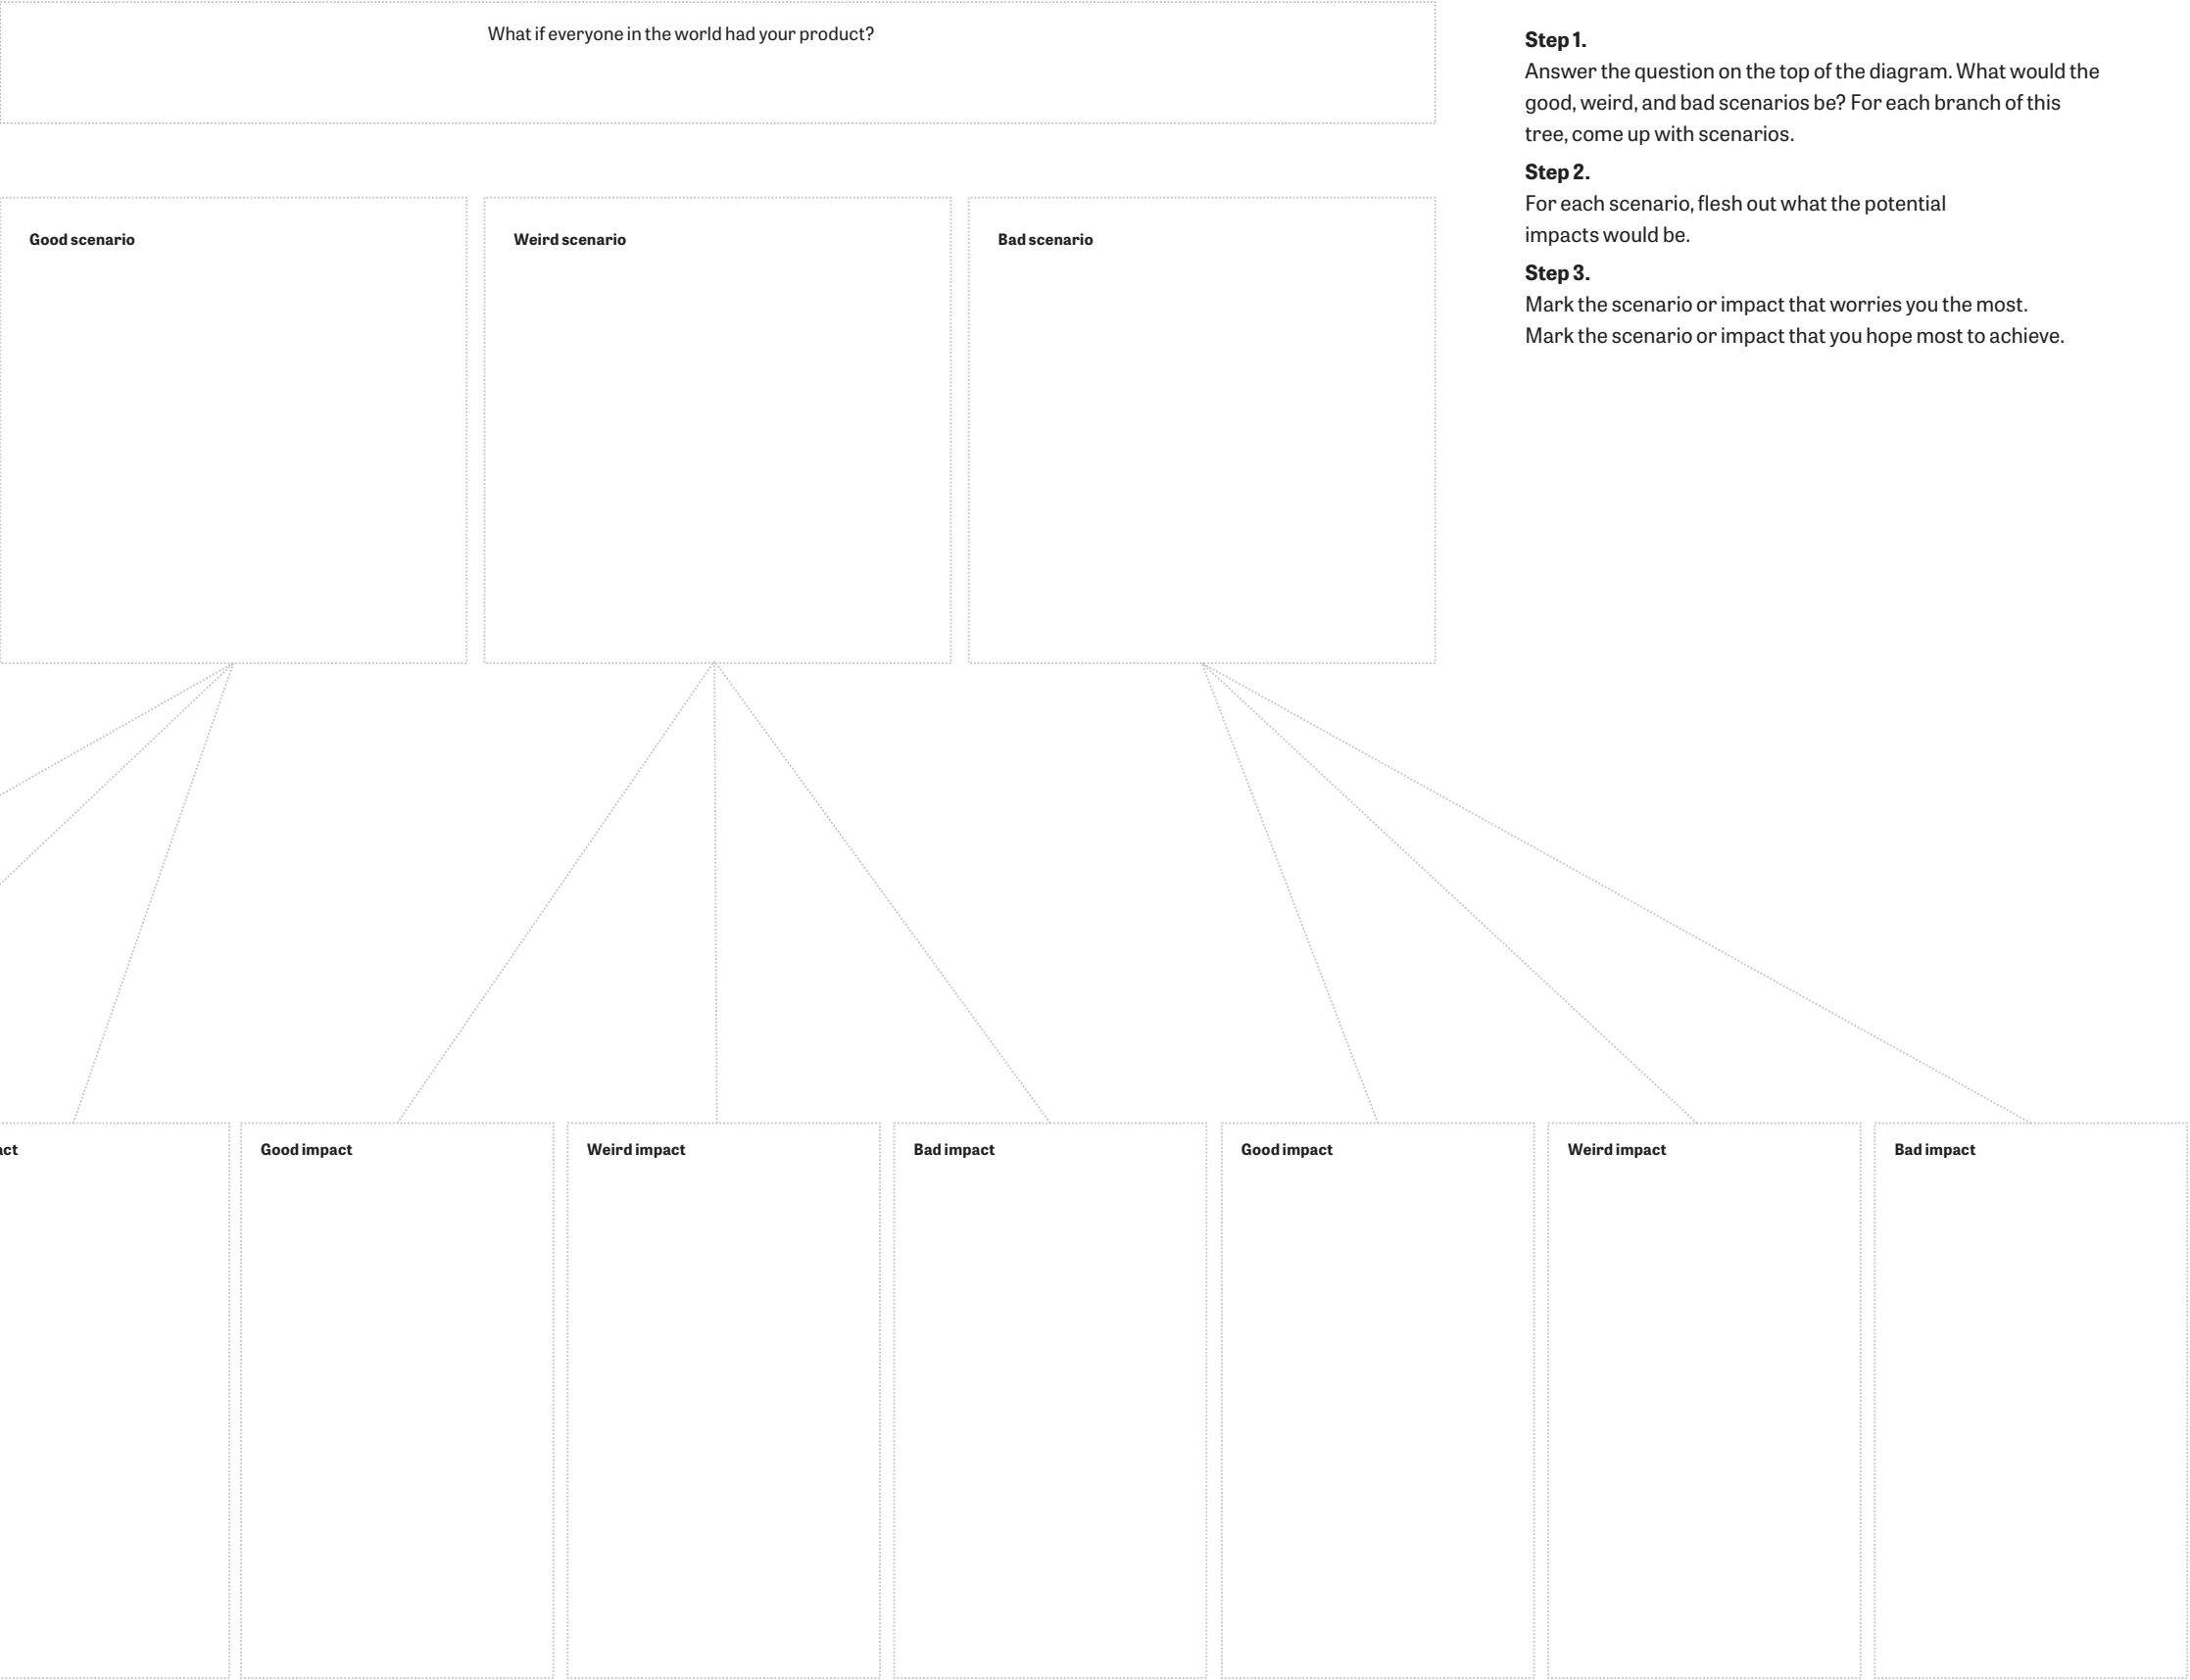 What if everyone in the world had your product?
Step 1.
Answer the question on the top of the diagram. What would the
good, weird, and bad scenarios be? For each branch of this
tree, come up with scenarios.
Step 2.
For each scenario, flesh out what the potential
impacts would be.
Step 3.
Mark the scenario or impact that worries you the most.
Mark the scenario or impact that you hope most to achieve.
Good scenario
Weird scenario
Bad scenario
Good impact
Weird impact
Bad impact
Good impact
Weird impact
Bad impact